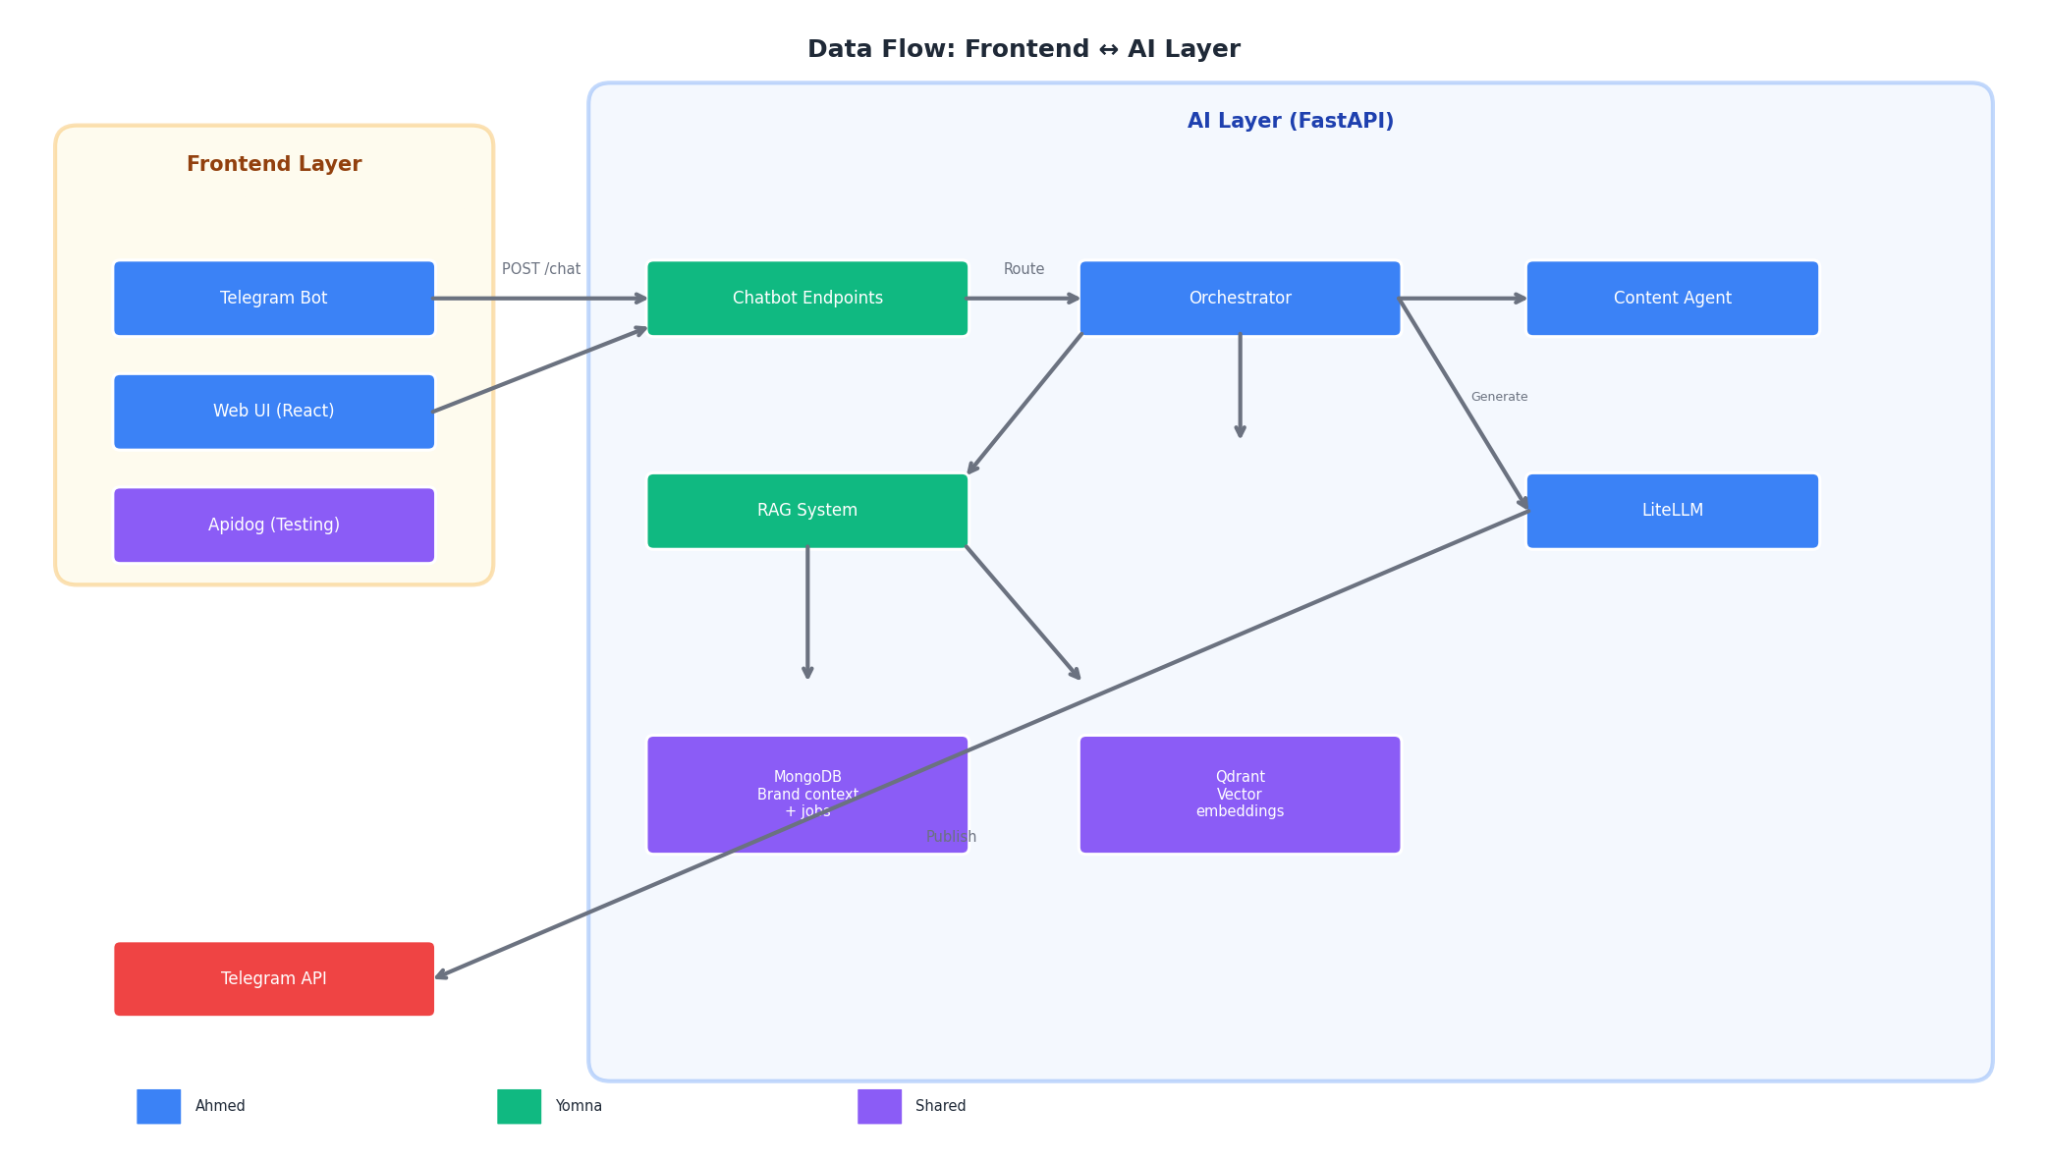 Data Flow: Frontend ↔ AI Layer
AI Layer (FastAPI)
Frontend Layer
Telegram Bot
POST /chat
Chatbot Endpoints
Route
Orchestrator
Content Agent
Web UI (React)
Generate
Apidog (Testing)
RAG System
LiteLLM
MongoDB
Brand context
+ jobs
Qdrant
Vector
embeddings
Publish
Telegram API
Ahmed
Yomna
Shared